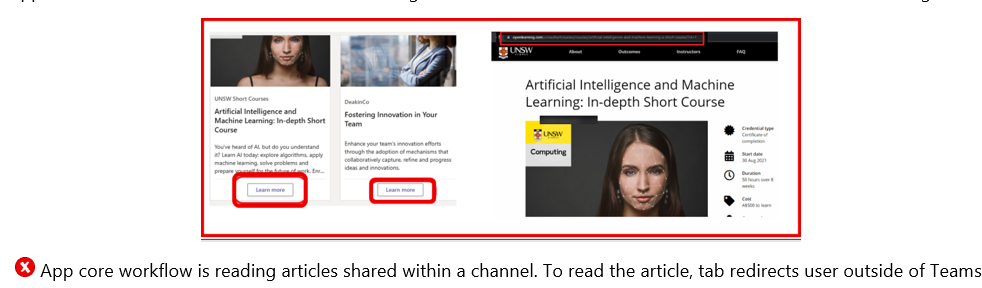 UNSW Short Courses
Artificial Intelligence and
Machine Learning: In-depth Short
Course
You've heard of AI, but do you understand
it? Learn AI today: explore algorithms, apply
machine learning, solve problems and
prepare yourself for the future of work. Enr...
Learn more
DeakinCo
Fostering Innovation in Your
Team
Enhance your team's innovation efforts
through the adoption of mechanisms that
collaboratively capture, refine and progress
ideas and innovations.
Learn more
UNSW
About
Outcomes
Instructors
FAQ
Artificial Intelligence and Machine
Learning: In-depth Short Course
UNSW
Computing
Credential type
Certificate of
completion
Start date
30 Aug 2021
Duration
50 hours over 8
weeks
Cost
A$500 to learn
App core workflow is reading articles shared within a channel. To read the article, tab redirects user outside of Teams